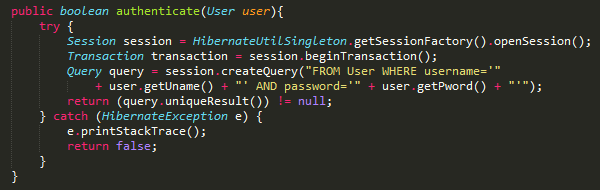 public boolean authenticate(User user){
    try {
        Session session = HibernateUtilSingleton.getSessionFactory().openSession();
        Transaction transaction = session.beginTransaction();
        Query query = session.createQuery("FROM User WHERE username='"
            + user.getUname() + "' AND password='" + user.getPword() + "'");
        return (query.uniqueResult()) != null;
    } catch (HibernateException e) {
        e.printStackTrace();
        return false;
    }
}